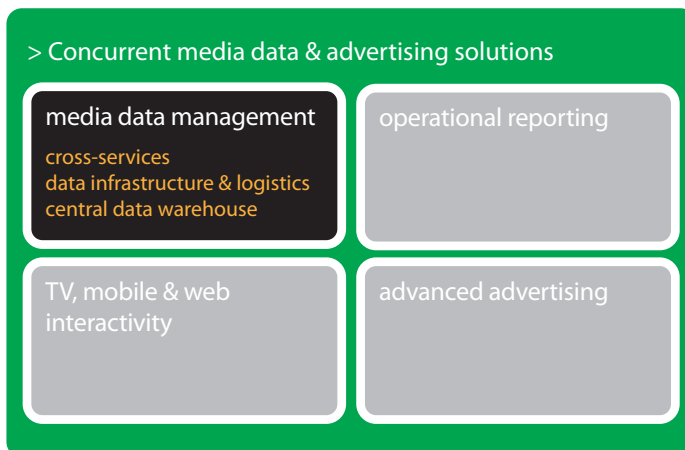 > Concurrent media data & advertising solutions
media data management
cross-services
data infrastructure & logistics
central data warehouse
operational reporting
TV, mobile & web
interactivity
advanced advertising